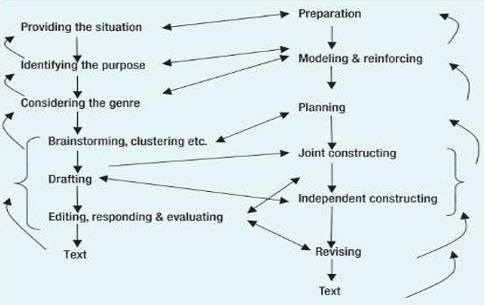 Providing the situation
Identifying the purpose
Considering the genre
Brainstorming, clustering etc.
Drafting
Editing, responding & evaluating
Text
Preparation
Modeling & reinforcing
Planning
Joint constructing
Independent constructing
Revising
Text